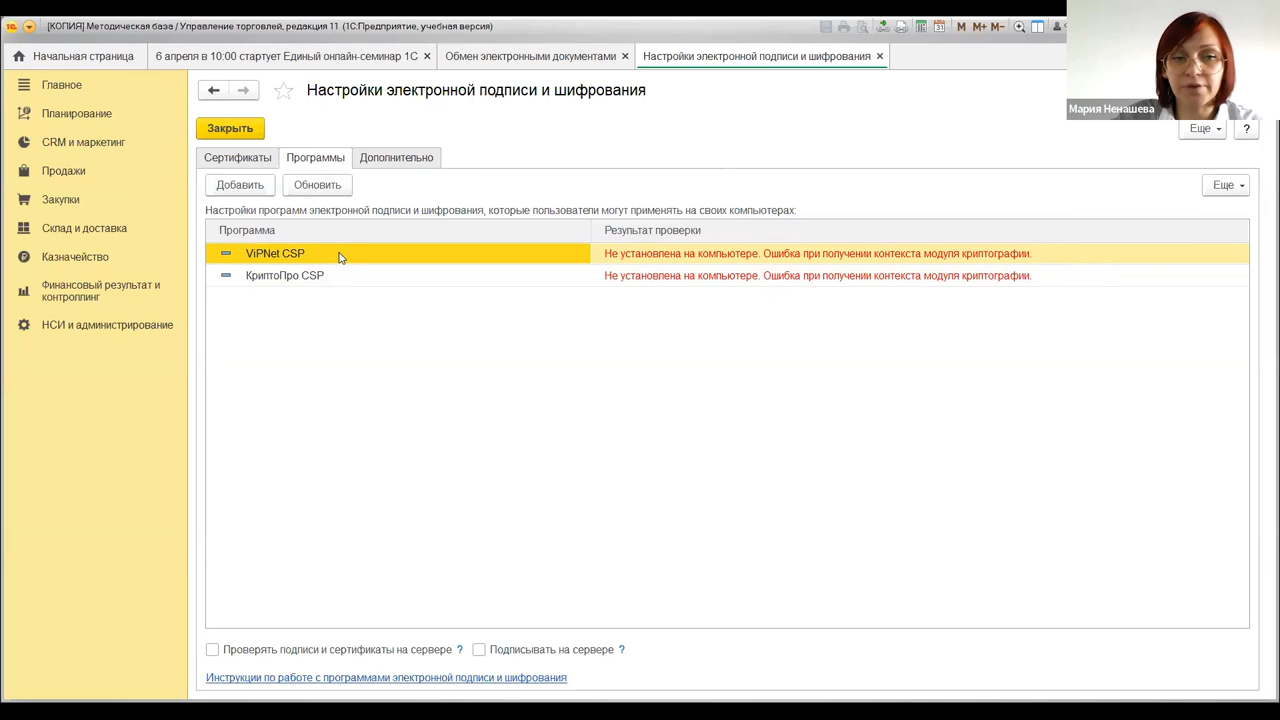 [КОПИЯ] Методическая база / Управление торговлей, редакция 11 (1С:Предприятие, учебная версия)
M M+ M−
Начальная страница
6 апреля в 10:00 стартует Единый онлайн-семинар 1С
Обмен электронными документами
Настройки электронной подписи и шифрования
Главное
Планирование
CRM и маркетинг
Продажи
Закупки
Склад и доставка
Казначейство
Финансовый результат и
контроллинг
НСИ и администрирование
Настройки электронной подписи и шифрования
Мария Ненашева
Закрыть
Еще
?
Сертификаты
Программы
Дополнительно
Добавить
Обновить
Еще
Настройки программ электронной подписи и шифрования, которые пользователи могут применять на своих компьютерах:
Программа
Результат проверки
ViPNet CSP
Не установлена на компьютере. Ошибка при получении контекста модуля криптографии.
КриптоПро CSP
Не установлена на компьютере. Ошибка при получении контекста модуля криптографии.
Проверять подписи и сертификаты на сервере ?
Подписывать на сервере ?
Инструкции по работе с программами электронной подписи и шифрования